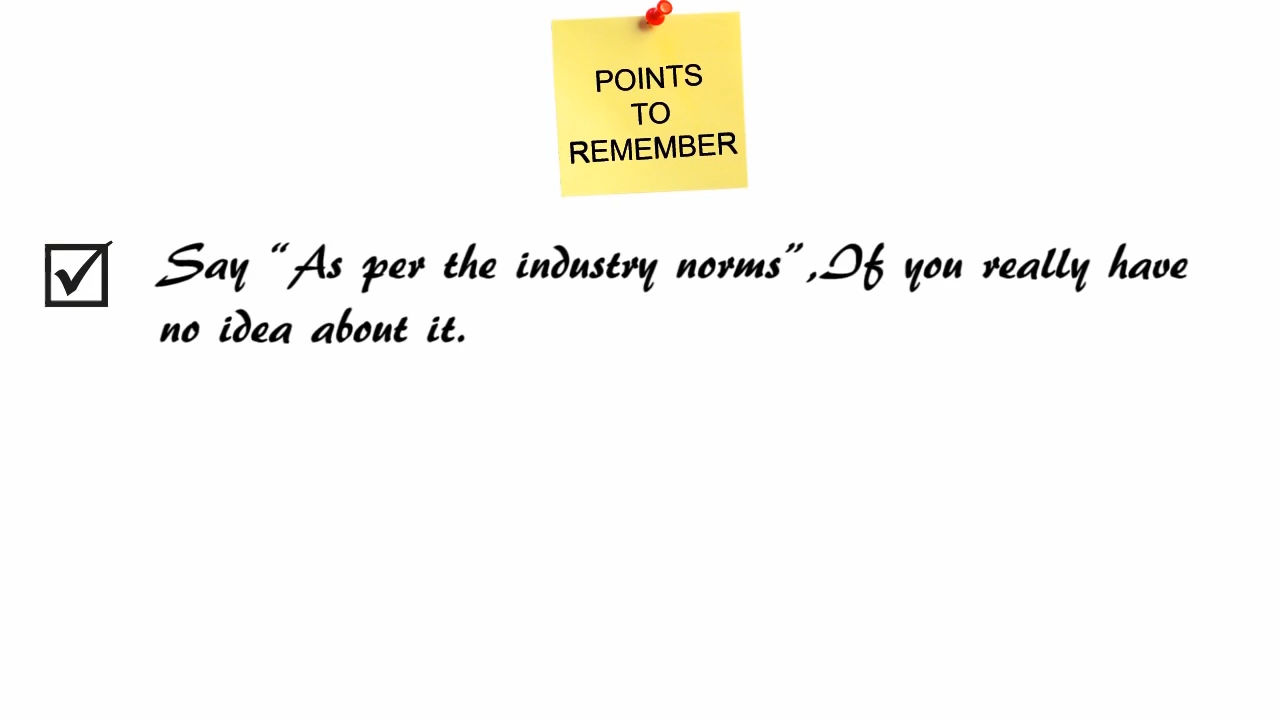 POINTS
TO
REMEMBER
Say “As per the industry norms”,If you really have
no idea about it.